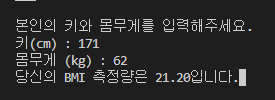 본인의 키와 몸무게를 입력해주세요.
키(cm) : 171
몸무게 (kg) : 62
당신의 BMI 측정량은 21.20입니다.